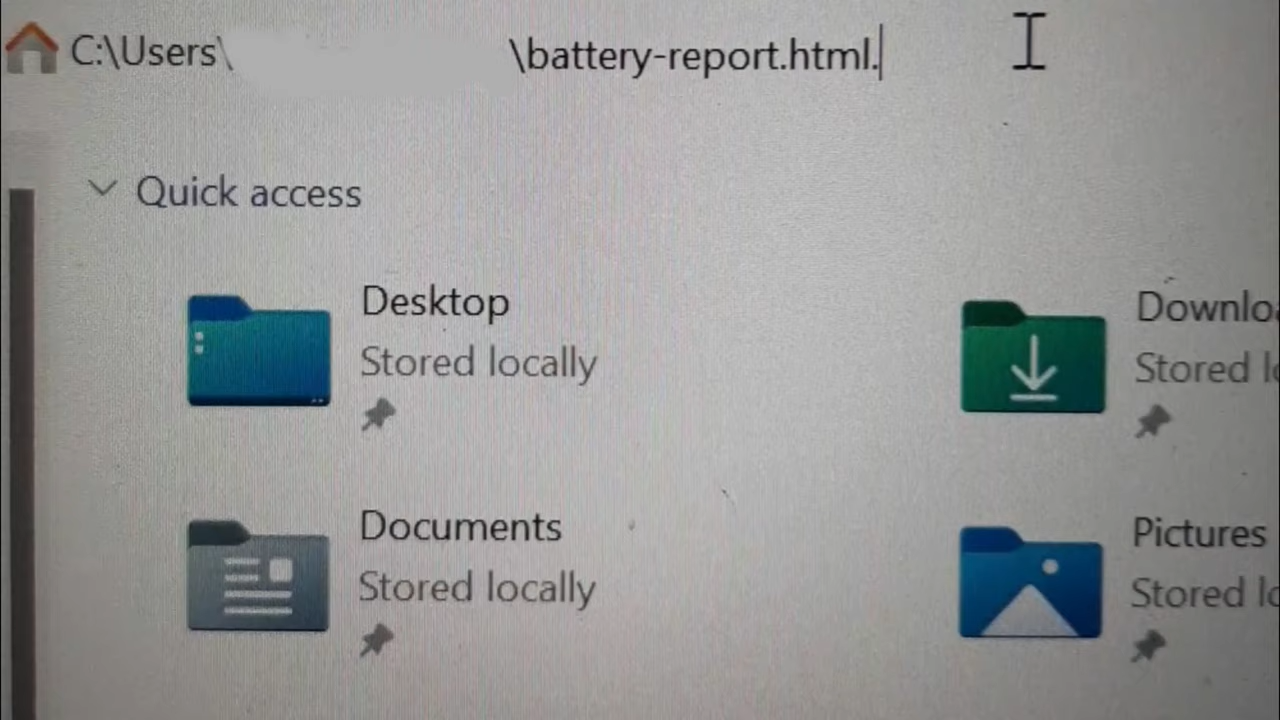 C:\Users\ \battery-report.html.
Quick access
Desktop
Stored locally
Downlo
Stored lo
Documents
Stored locally
Pictures
Stored lo